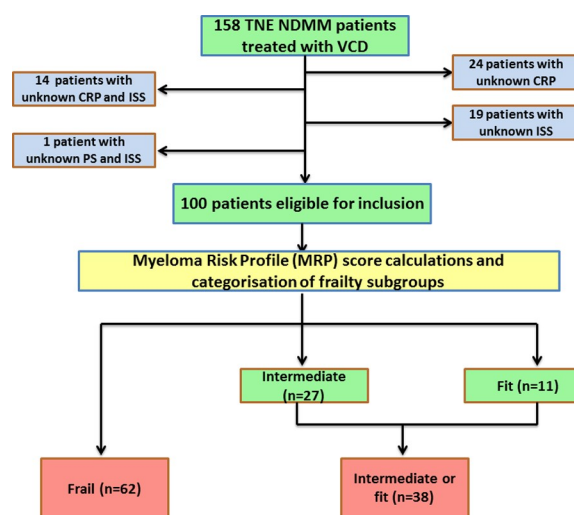 158 TNE NDMM patients
treated with VCD
24 patients with
unknown CRP
14 patients with
unknown CRP and ISS
19 patients with
unknown ISS
1 patient with
unknown PS and ISS
100 patients eligible for inclusion
Myeloma Risk Profile (MRP) score calculations and
categorisation of frailty subgroups
Intermediate
(n=27)
Fit (n=11)
Frail (n=62)
Intermediate or
fit (n=38)